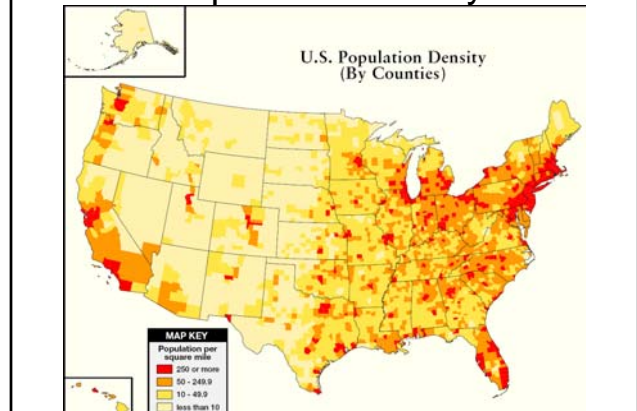 U.S. Population Density
(By Counties)
MAP KEY
Population per
square mile
250 or more
50 - 249.9
10 - 49.9
less than 10